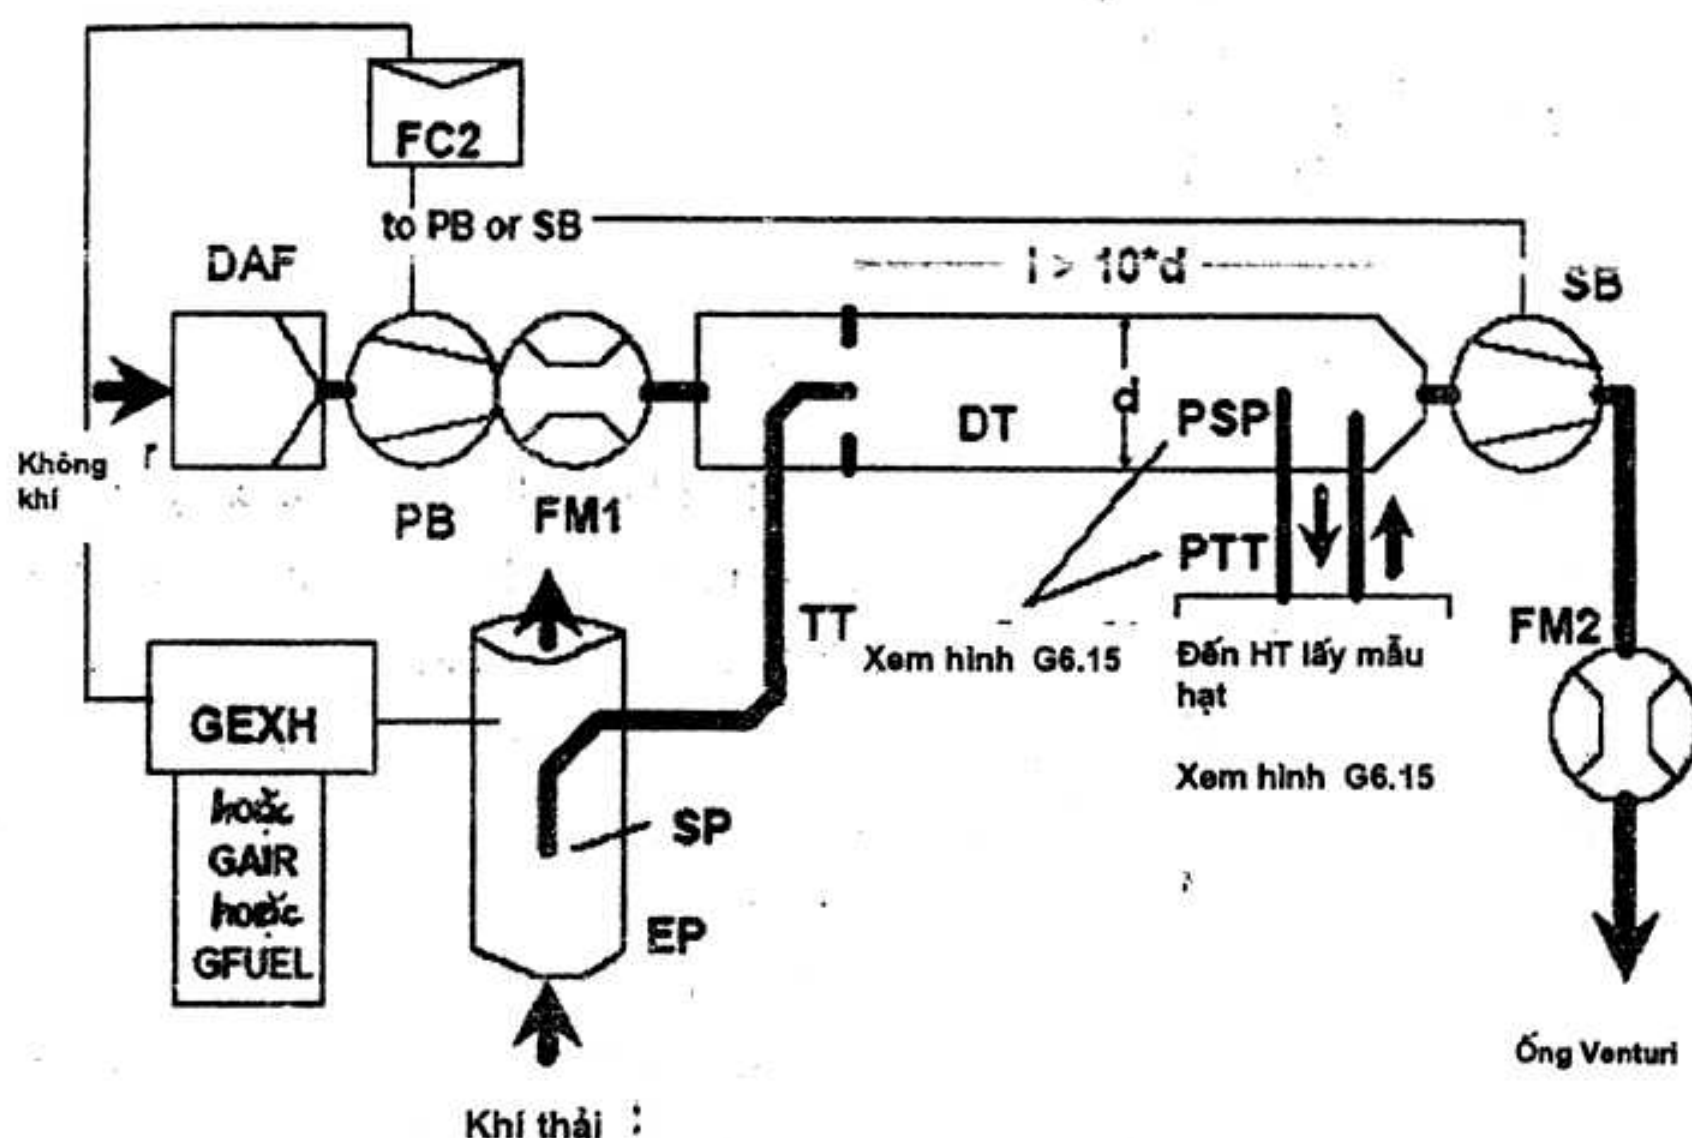 FC2
to PB or SB
DAF
l > 10*d
SB
Không
khí
r
DT
d
PSP
PB
FM1
PTT
TT
FM2
Xem hình G6.15
Đến HT lấy mẫu
hạt
GEXH
Xem hình G6.15
hoặc
GAIR
hoặc
GFUEL
SP
EP
Ống Venturi
Khí thải